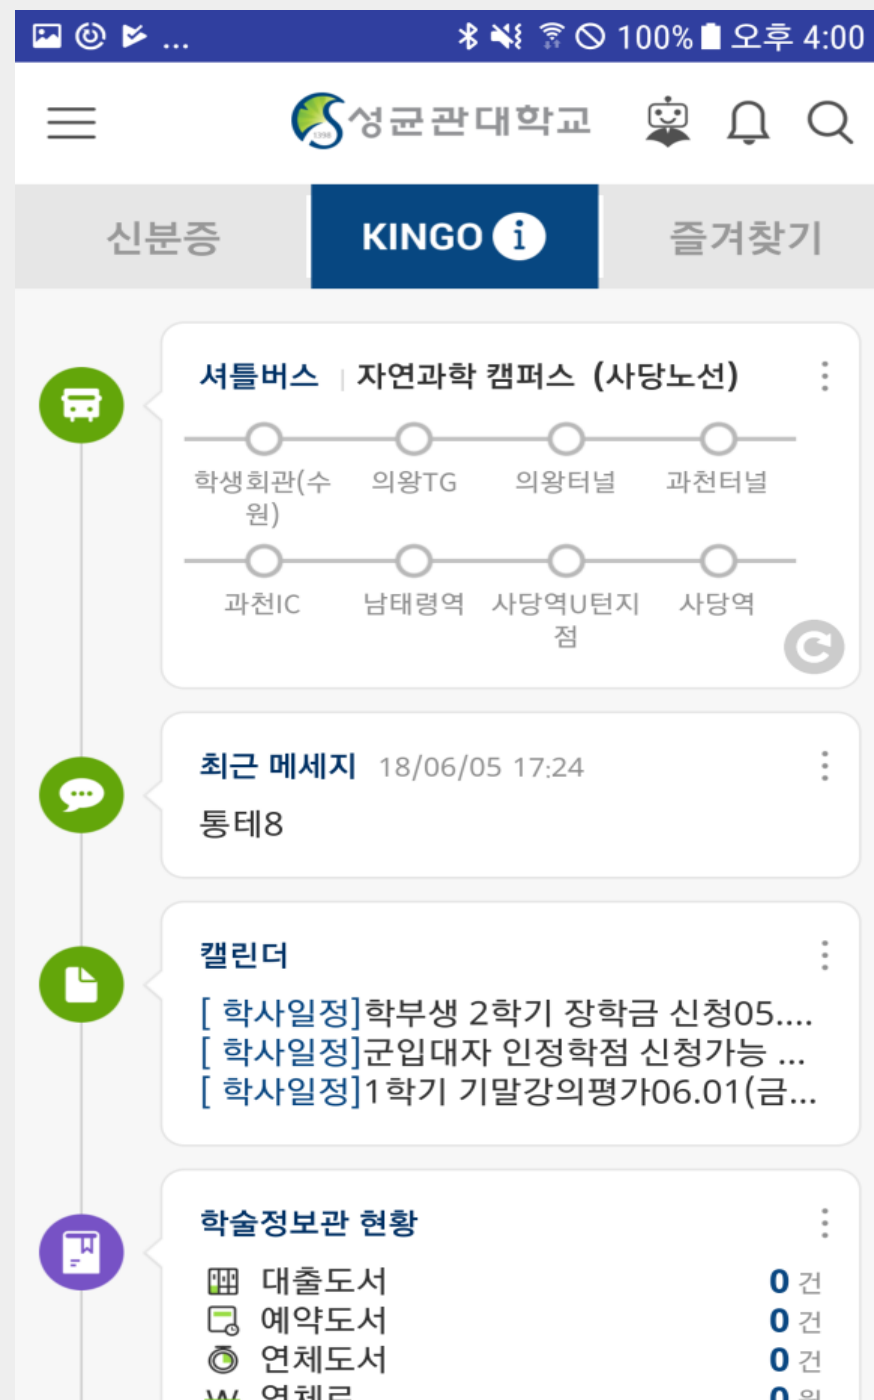 ... 100% 오후 4:00
1398 성균관대학교
신분증 KINGO i 즐겨찾기
셔틀버스 자연과학 캠퍼스 (사당노선)
학생회관(수 의왕TG 의왕터널 과천터널
원)
과천IC 남태령역 사당역U턴지 사당역
점
최근 메세지 18/06/05 17:24
통테8
캘린더
[ 학사일정]학부생 2학기 장학금 신청05....
[ 학사일정]군입대자 인정학점 신청가능 ...
[ 학사일정]1학기 기말강의평가06.01(금...
학술정보관 현황
대출도서 0 건
예약도서 0 건
연체도서 0 건
연체료 0 원